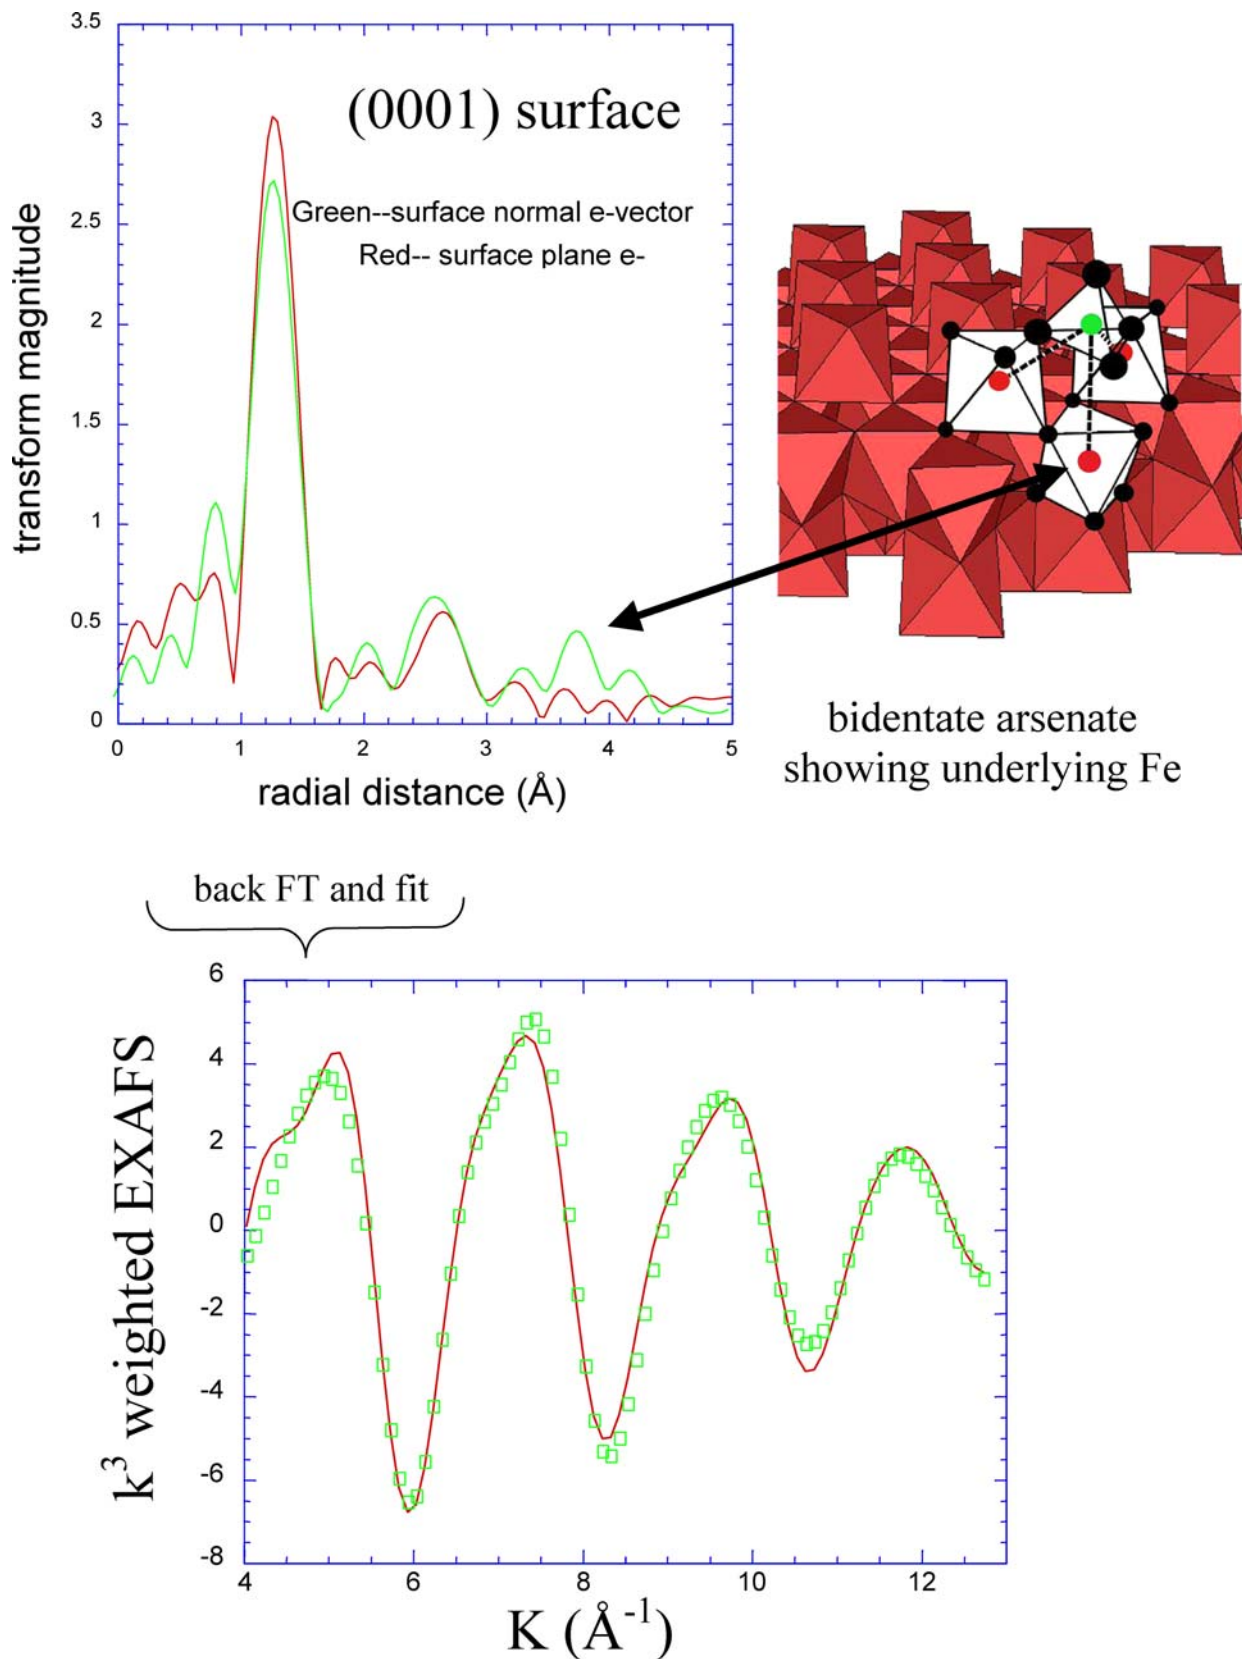 (0001) surface
Green--surface normal e-vector
Red-- surface plane e-
transform magnitude
3.5
3
2.5
2
1.5
1
0.5
0
0 1 2 3 4 5
radial distance (Å)
bidentate arsenate
showing underlying Fe
back FT and fit
k³ weighted EXAFS
6
4
2
0
-2
-4
-6
-8
4 6 8 10 12
K (Å⁻¹)